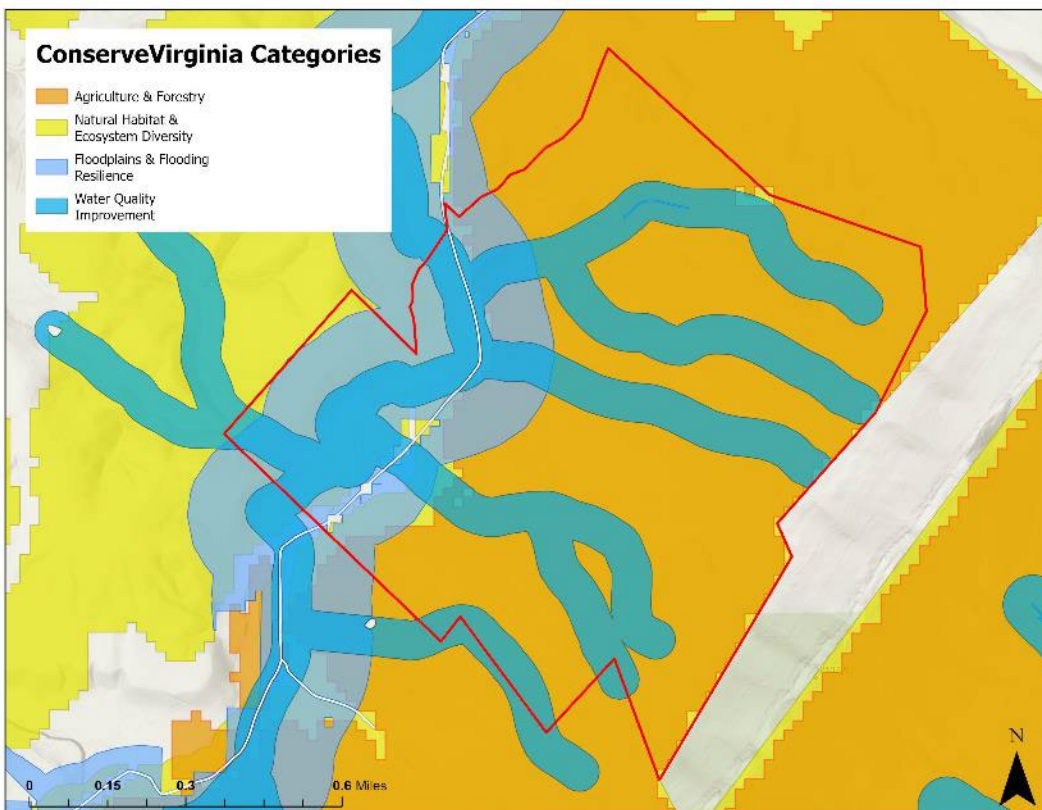 ConserveVirginia Categories
Agriculture & Forestry
Natural Habitat &
Ecosystem Diversity
Floodplains & Flooding
Resilience
Water Quality
Improvement
0 0.15 0.3 0.6 Miles
N